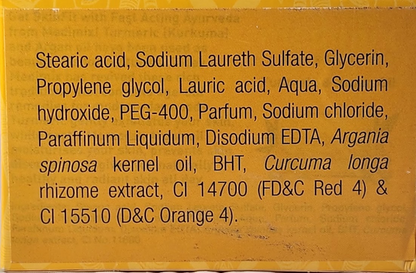 Stearic acid, Sodium Laureth Sulfate, Glycerin,
Propylene glycol, Lauric acid, Aqua, Sodium
hydroxide, PEG-400, Parfum, Sodium chloride,
Paraffinum Liquidum, Disodium EDTA, Argania
spinosa kernel oil, BHT, Curcuma longa
rhizome extract, CI 14700 (FD&C Red 4) &
CI 15510 (D&C Orange 4).